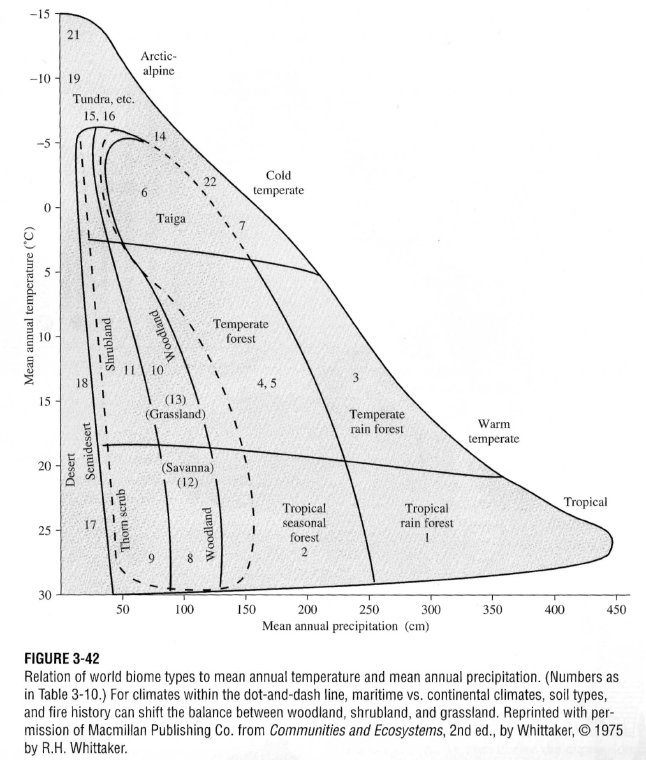 −15
21
Arctic-
alpine
−10
19
Tundra, etc.
15, 16
−5
14
Cold
temperate
22
6
0
Taiga
7
5
Mean annual temperature (°C)
Temperate
forest
Woodland
Shrubland
10
11
10
18
4, 5
3
(13)
(Grassland)
15
Temperate
rain forest
Warm
temperate
20
Desert
Semidesert
(Savanna)
(12)
Tropical
Thorn scrub
Woodland
Tropical
seasonal
forest
2
Tropical
rain forest
1
25
17
9
8
30
50 100 150 200 250 300 350 400 450
Mean annual precipitation (cm)
FIGURE 3-42
Relation of world biome types to mean annual temperature and mean annual precipitation. (Numbers as
in Table 3-10.) For climates within the dot-and-dash line, maritime vs. continental climates, soil types,
and fire history can shift the balance between woodland, shrubland, and grassland. Reprinted with per-
mission of Macmillan Publishing Co. from Communities and Ecosystems, 2nd ed., by Whittaker, © 1975
by R.H. Whittaker.